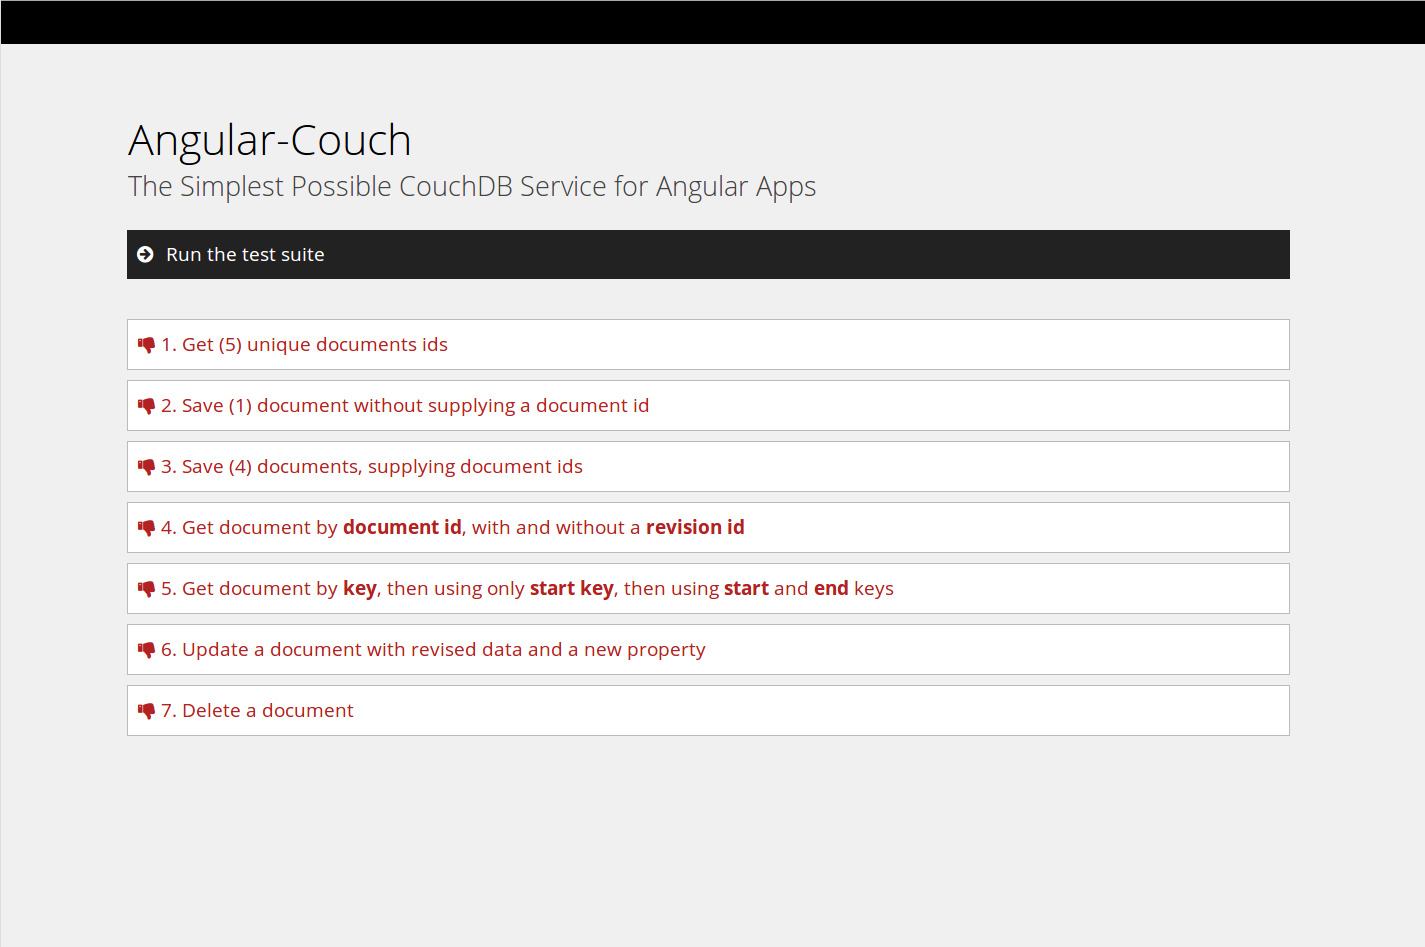 Angular-Couch
The Simplest Possible CouchDB Service for Angular Apps
Run the test suite
1. Get (5) unique documents ids
2. Save (1) document without supplying a document id
3. Save (4) documents, supplying document ids
4. Get document by document id, with and without a revision id
5. Get document by key, then using only start key, then using start and end keys
6. Update a document with revised data and a new property
7. Delete a document